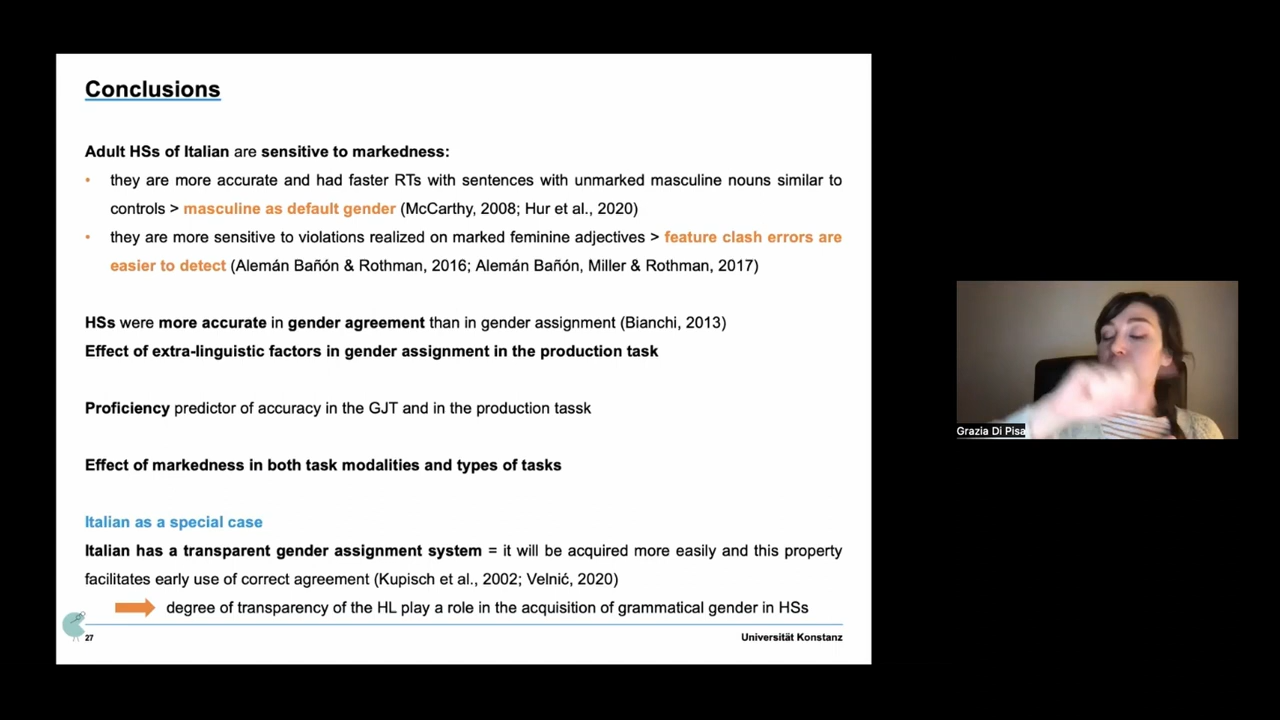 Conclusions
Adult HSs of Italian are sensitive to markedness:
• they are more accurate and had faster RTs with sentences with unmarked masculine nouns similar to
controls > masculine as default gender (McCarthy, 2008; Hur et al., 2020)
• they are more sensitive to violations realized on marked feminine adjectives > feature clash errors are
easier to detect (Alemán Bañón & Rothman, 2016; Alemán Bañón, Miller & Rothman, 2017)
HSs were more accurate in gender agreement than in gender assignment (Bianchi, 2013)
Effect of extra-linguistic factors in gender assignment in the production task
Proficiency predictor of accuracy in the GJT and in the production tassk
Effect of markedness in both task modalities and types of tasks
Italian as a special case
Italian has a transparent gender assignment system = it will be acquired more easily and this property
facilitates early use of correct agreement (Kupisch et al., 2002; Velnić, 2020)
degree of transparency of the HL play a role in the acquisition of grammatical gender in HSs
27
Universität Konstanz
Grazia Di Pisa